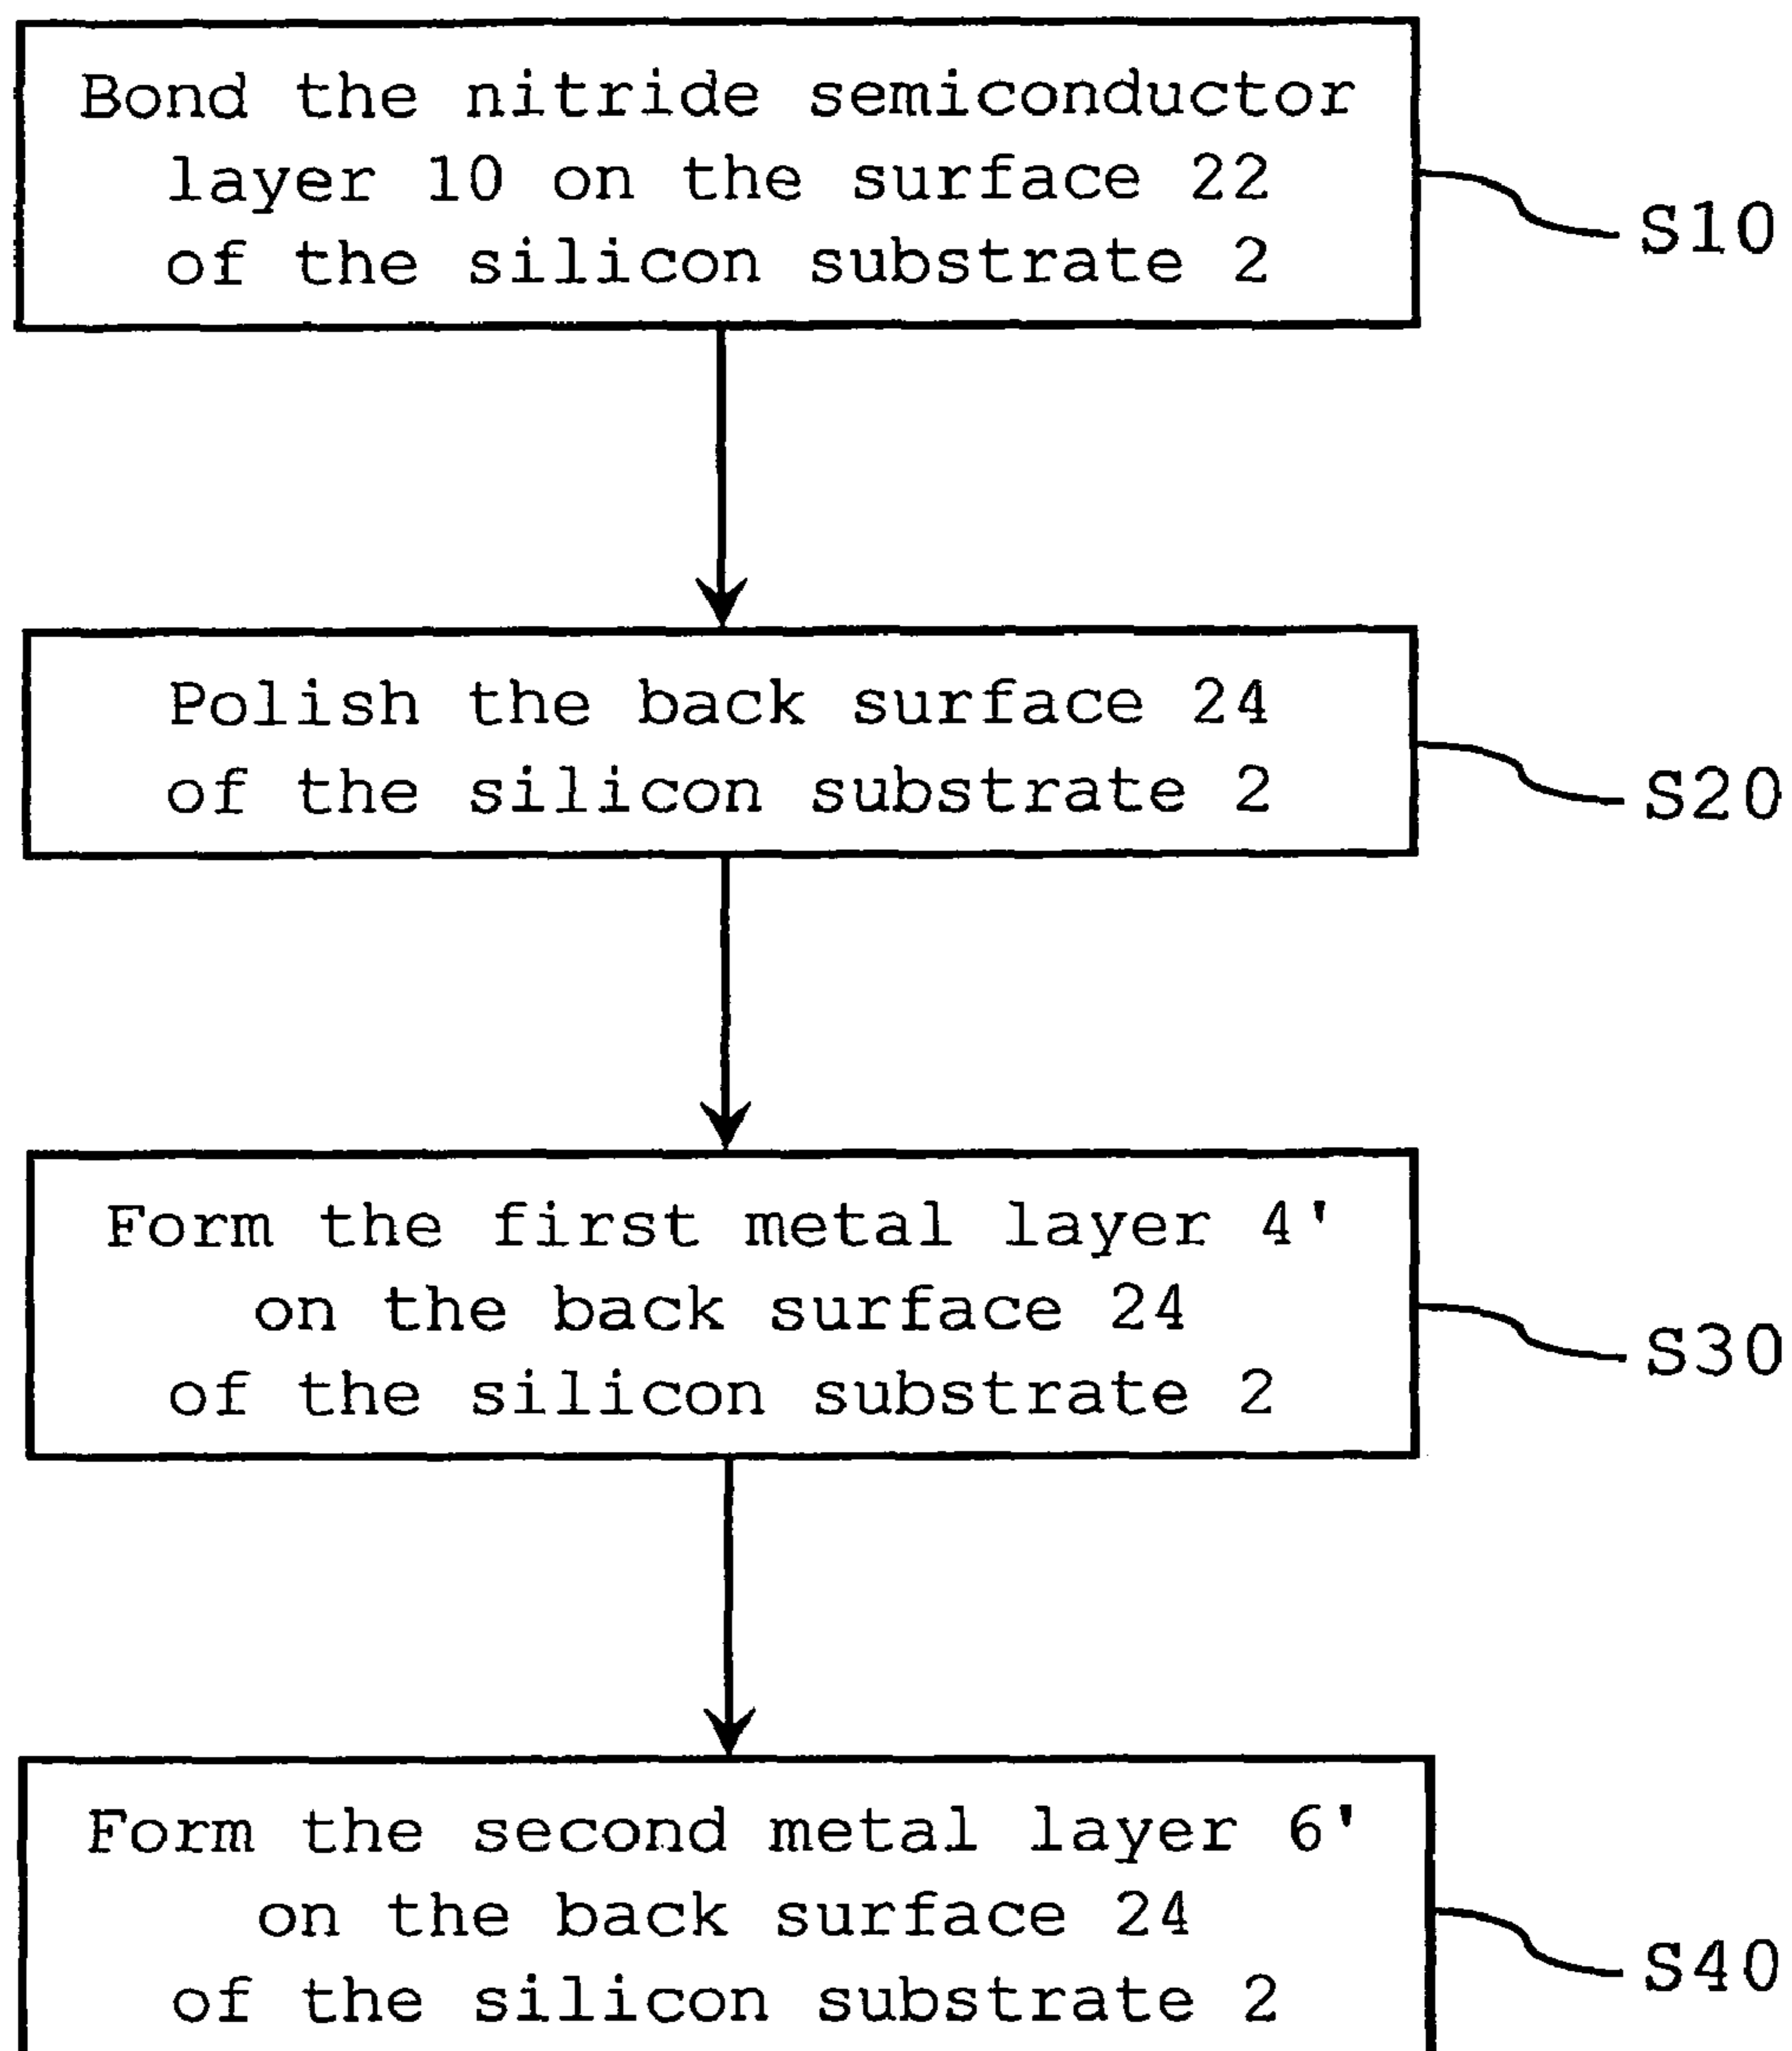 Bond the nitride semiconductor
layer 10 on the surface 22
of the silicon substrate 2
S10
Polish the back surface 24
of the silicon substrate 2
S20
Form the first metal layer 4'
on the back surface 24
of the silicon substrate 2
S30
Form the second metal layer 6'
on the back surface 24
of the silicon substrate 2
S40